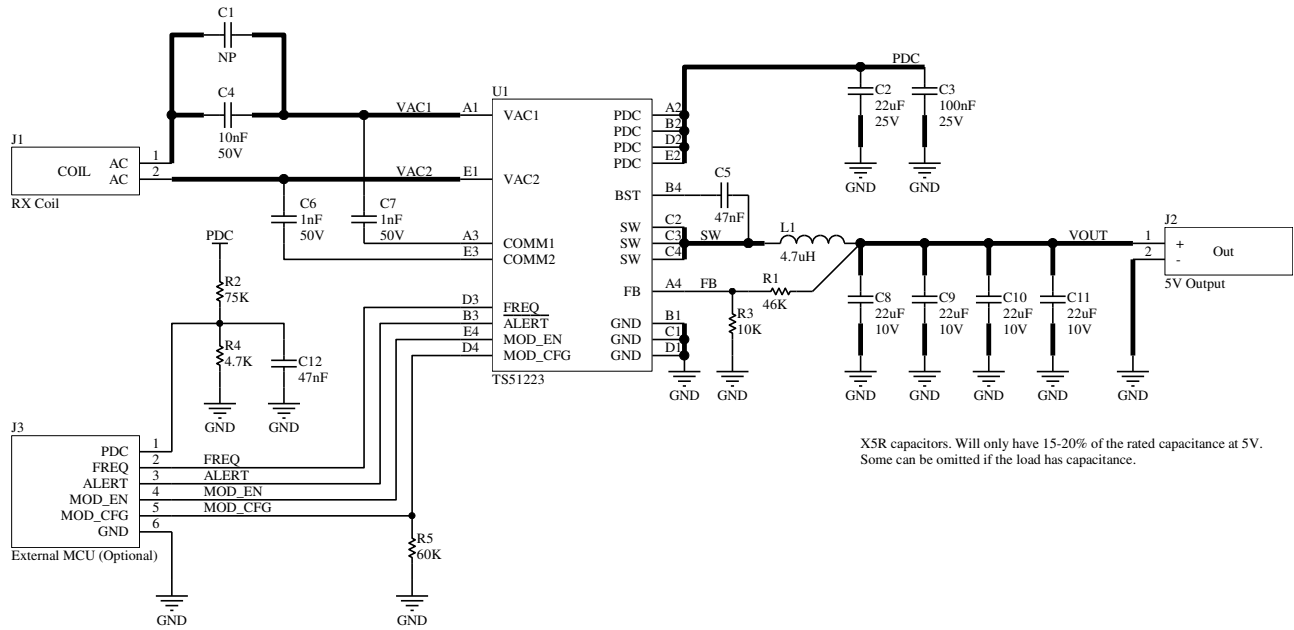 C1
NP
C4
10nF
50V
J1
COIL
AC 1
AC 2
RX Coil
VAC1 A1
VAC2 E1
C6
1nF
50V
C7
1nF
50V
A3
E3
U1
VAC1
VAC2
COMM1
COMM2
FREQ
ALERT
MOD_EN
MOD_CFG
D3
B3
E4
D4
TS51223
PDC A2
PDC B2
PDC D2
PDC E2
BST B4
SW C2
SW C3
SW C4
FB A4
GND B1
GND C1
GND D1
GND
PDC
C2
22uF
25V
GND
C3
100nF
25V
GND
C5
47nF
SW
L1
4.7uH
FB
R1
46K
R3
10K
GND
VOUT
C8
22uF
10V
GND
C9
22uF
10V
GND
C10
22uF
10V
GND
C11
22uF
10V
GND
J2
1 +
2 -
Out
5V Output
GND
PDC
R2
75K
R4
4.7K
GND
C12
47nF
GND
J3
PDC 1
FREQ 2
ALERT 3
MOD_EN 4
MOD_CFG 5
GND 6
External MCU (Optional)
FREQ
ALERT
MOD_EN
MOD_CFG
GND
R5
60K
GND
X5R capacitors. Will only have 15-20% of the rated capacitance at 5V.
Some can be omitted if the load has capacitance.